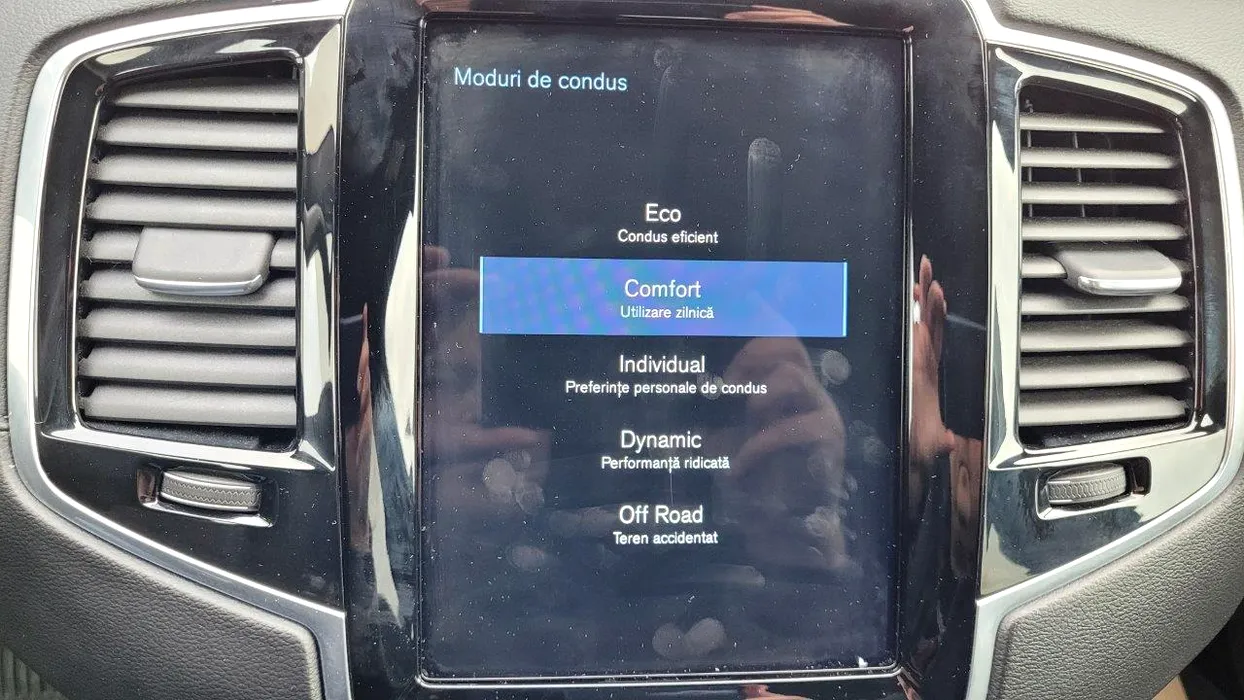 Moduri de condus
Eco
Condus eficient
Comfort
Utilizare zilnică
Individual
Preferințe personale de condus
Dynamic
Performanță ridicată
Off Road
Teren accidentat